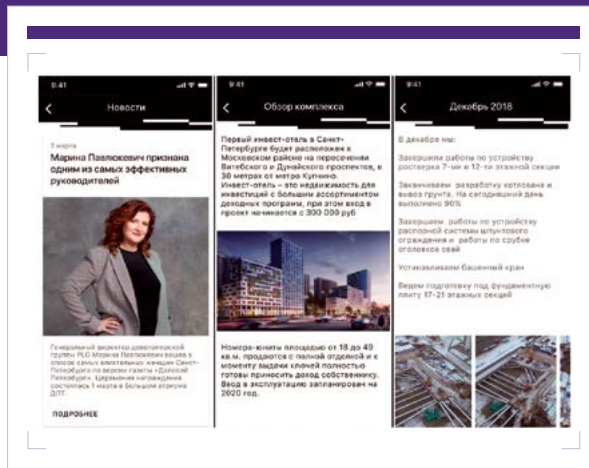 9:41
Новости
7 марта
Марина Павлюкевич признана
одним из самых эффективных
руководителей
Генеральный директор девелоперской
группы PLG Марина Павлюкевич вошла в
список самых влиятельных женщин Санкт-
Петербурга по версии газеты «Деловой
Петербург». Церемония награждения
состоялась 1 марта в Большом атриуме
ДЛТ.
ПОДРОБНЕЕ
9:41
Обзор комплекса
Первый инвест-отель в Санкт-
Петербурге будет расположен в
Московском районе на пересечении
Витебского и Дунайского проспектов, в
30 метрах от метро Купчино.
Инвест-отель – это недвижимость для
инвестиций с большим ассортиментом
доходных программ, при этом вход в
проект начинается с 300 000 руб
Номера-юниты площадью от 18 до 49
кв.м. продаются с полной отделкой и к
моменту выдачи ключей полностью
готовы приносить доход собственнику.
Ввод в эксплуатацию запланирован на
2020 год.
9:41
Декабрь 2018
В декабре мы:
Завершили работы по устройству
ростверка 7-ми и 12-ти этажной секции
Заканчиваем разработку котлована и
вывоз грунта. На сегодняшний день
выполнено 90%
Завершаем работы по устройству
распорной системы шпунтового
ограждения и работы по срубке
оголовков свай
Устанавливаем башенный кран
Ведем подготовку под фундаментную
плиту 17-21 этажных секций